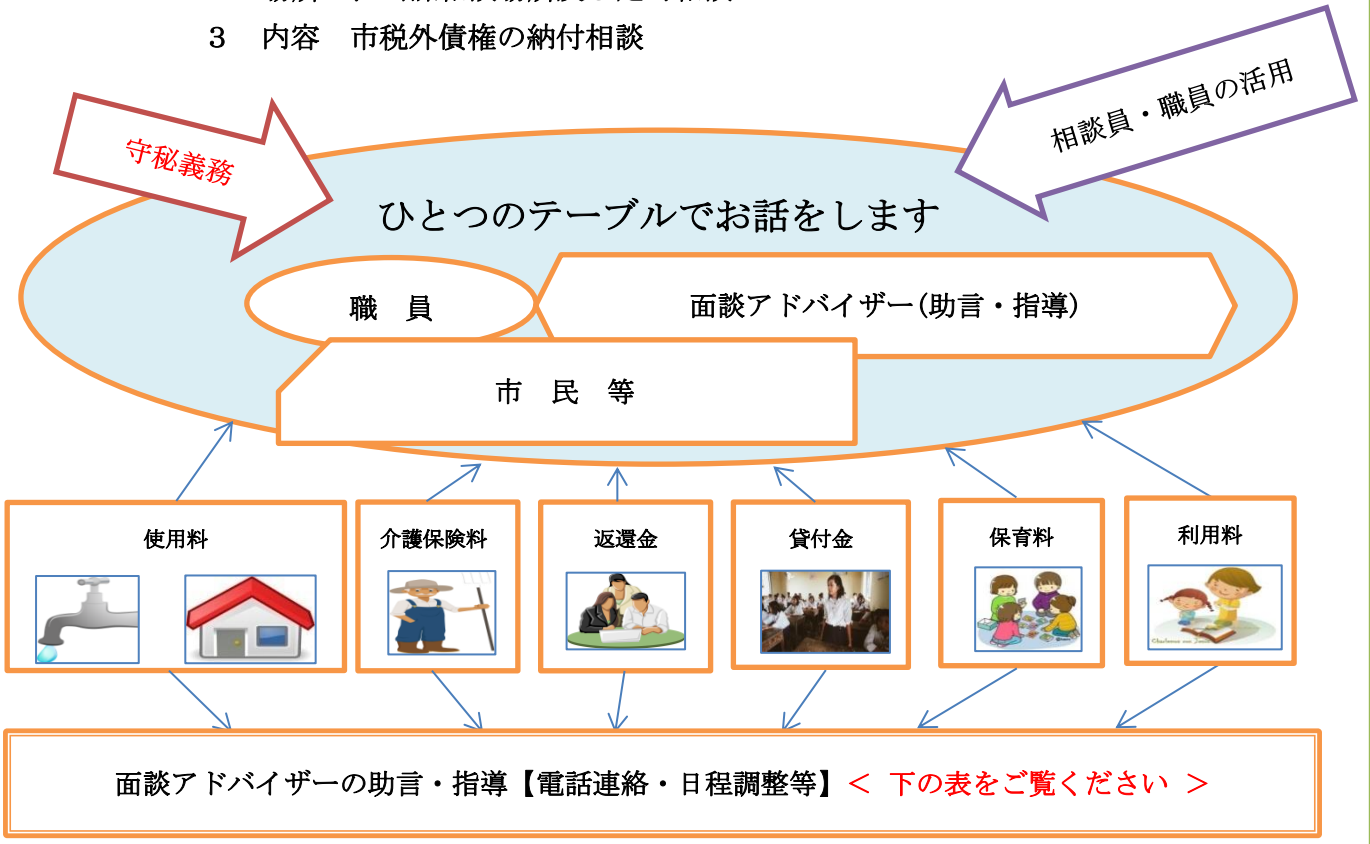 3　内容　市税外債権の納付相談
守秘義務
相談員・職員の活用
ひとつのテーブルでお話をします
職　員
面談アドバイザー(助言・指導)
市　民　等
使用料
介護保険料
返還金
貸付金
保育料
利用料
面談アドバイザーの助言・指導【電話連絡・日程調整等】＜ 下の表をご覧ください ＞